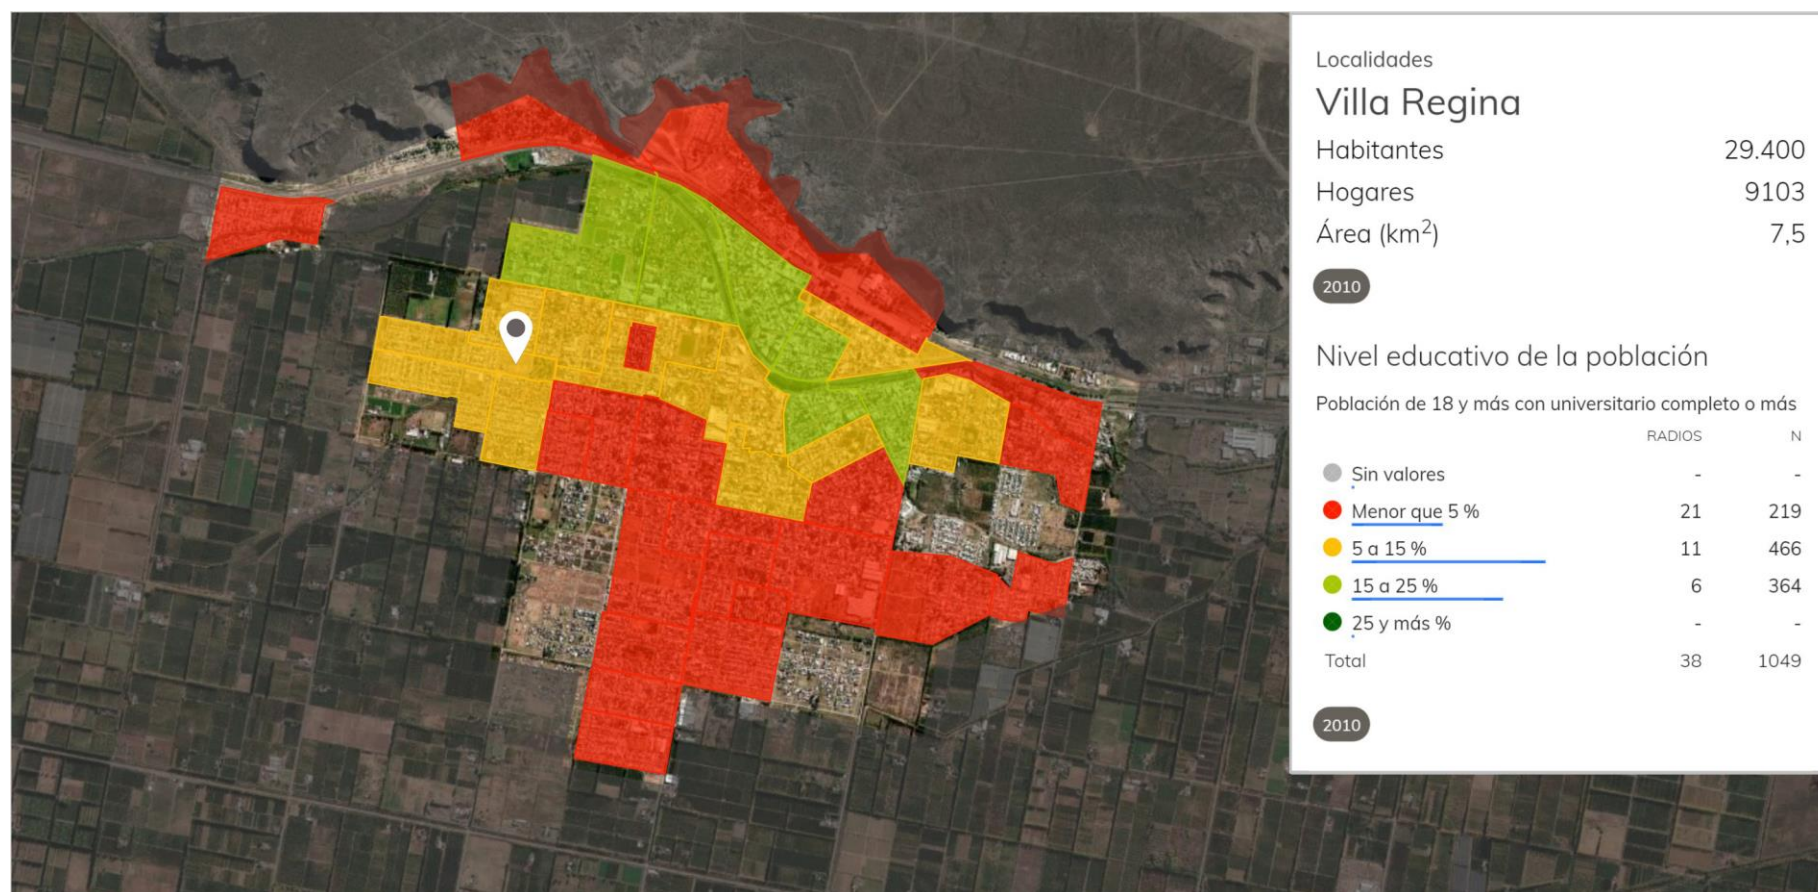 Localidades
Villa Regina
Habitantes 29.400
Hogares 9103
Área (km²) 7,5
2010
Nivel educativo de la población
Población de 18 y más con universitario completo o más
RADIOS N
Sin valores - -
Menor que 5 % 21 219
5 a 15 % 11 466
15 a 25 % 6 364
25 y más % - -
Total 38 1049
2010